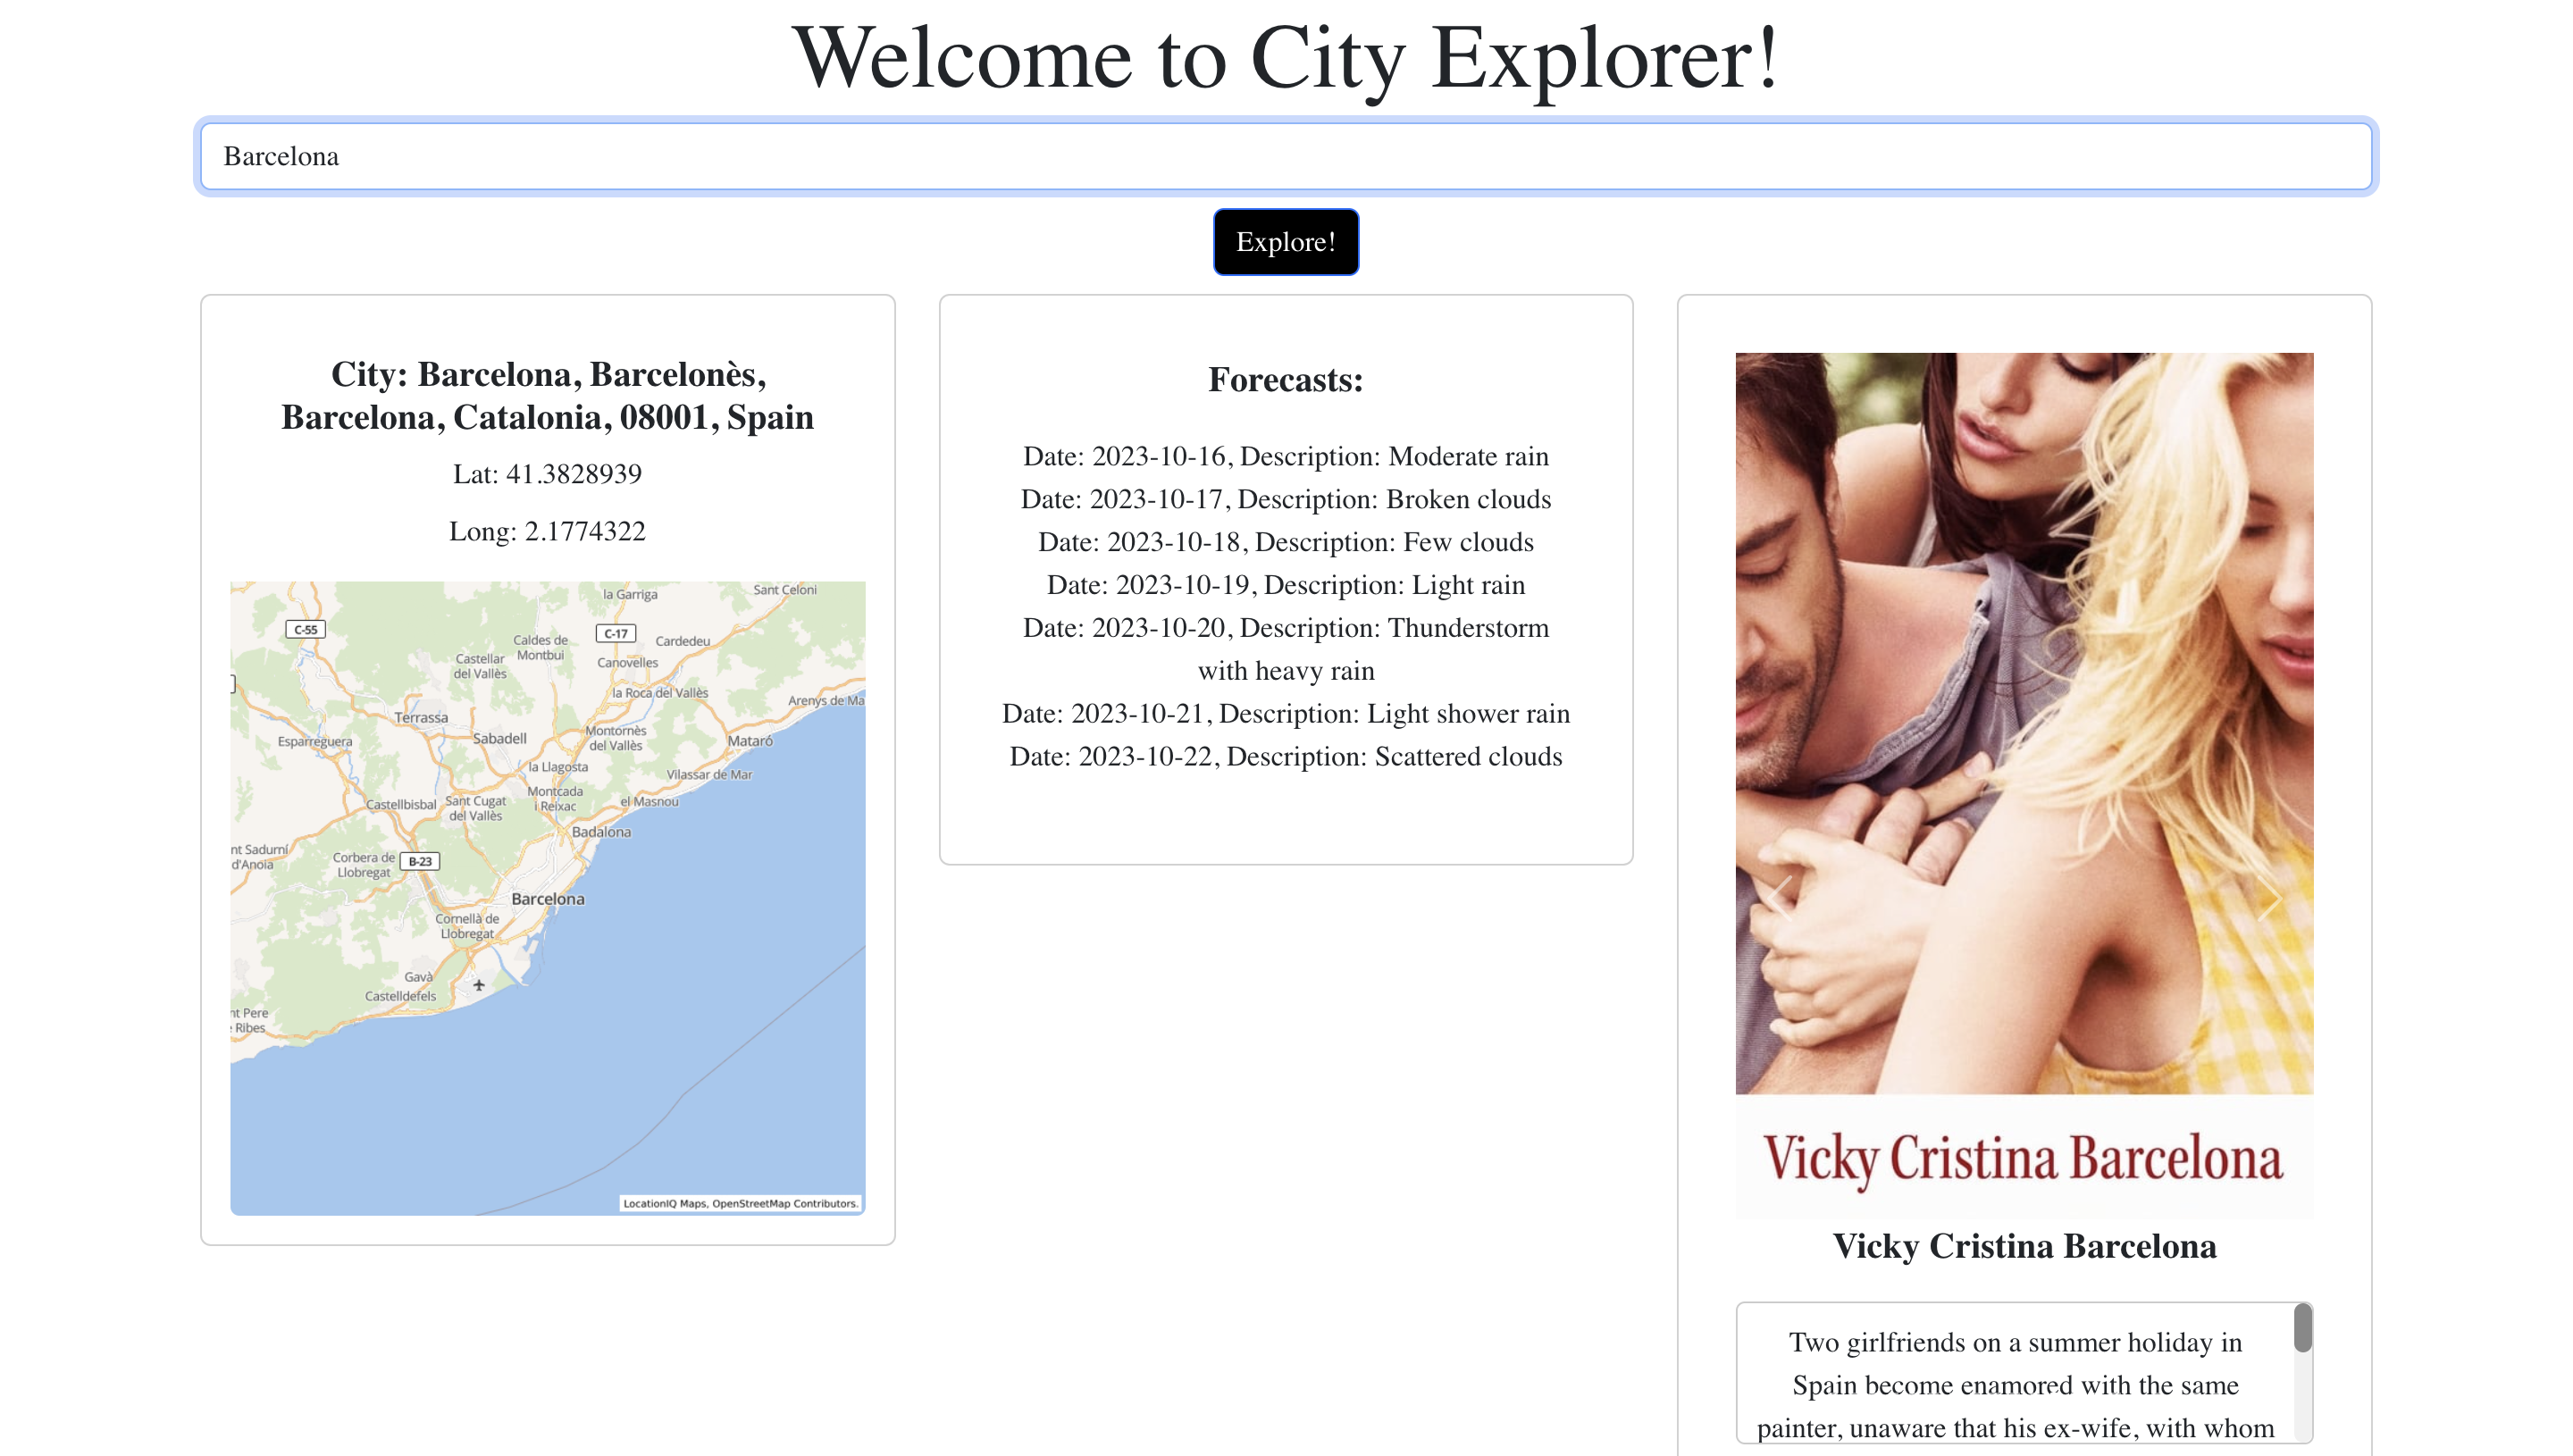 Welcome to City Explorer!
Barcelona
Explore!
City: Barcelona, Barcelonès,
Barcelona, Catalonia, 08001, Spain
Lat: 41.3828939
Long: 2.1774322
la Garriga
Sant Celoni
C-55
C-17
Caldes de
Montbui
Cardedeu
Castellar
del Vallès
Canovelles
la Roca del Vallès
Arenys de Ma
Terrassa
Esparreguera
Sabadell
Montornès
del Vallès
Mataró
la Llagosta
Vilassar de Mar
Montcada
i Reixac
Castellbisbal
Sant Cugat
del Vallès
el Masnou
Badalona
nt Sadurní
d'Anoia
Corbera de
Llobregat
B-23
Barcelona
Cornellà de
Llobregat
Gavà
Castelldefels
nt Pere
Ribes
LocationIQ Maps, OpenStreetMap Contributors.
Forecasts:
Date: 2023-10-16, Description: Moderate rain
Date: 2023-10-17, Description: Broken clouds
Date: 2023-10-18, Description: Few clouds
Date: 2023-10-19, Description: Light rain
Date: 2023-10-20, Description: Thunderstorm
with heavy rain
Date: 2023-10-21, Description: Light shower rain
Date: 2023-10-22, Description: Scattered clouds
Vicky Cristina Barcelona
Vicky Cristina Barcelona
Two girlfriends on a summer holiday in
Spain become enamored with the same
painter, unaware that his ex-wife, with whom